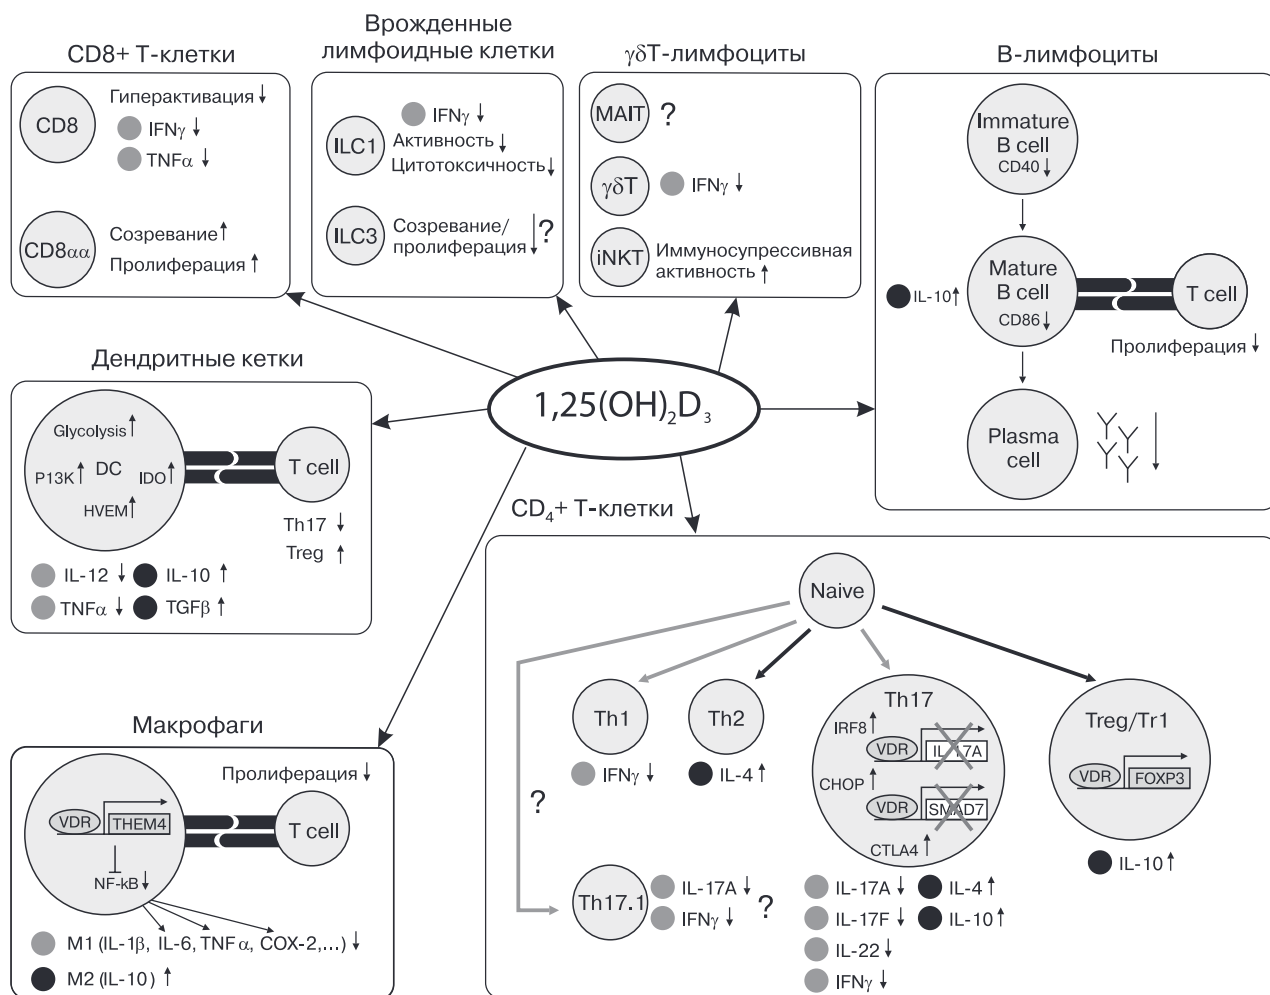 CD8+ Т-клетки
CD8
Гиперактивация ↓
IFNγ ↓
TNFα ↓
CD8αα
Созревание ↑
Пролиферация ↑
Врожденные
лимфоидные клетки
ILC1
IFNγ ↓
Активность ↓
Цитотоксичность ↓
ILC3
Созревание/
пролиферация ↓ ?
γδТ-лимфоциты
MAIT ?
γδT
IFNγ ↓
iNKT
Иммуносупрессивная
активность ↑
В-лимфоциты
Immature
B cell
CD40 ↓
Mature
B cell
CD86 ↓
IL-10 ↑
T cell
Пролиферация ↓
Plasma
cell
1,25(OH)₂D₃
Дендритные кетки
Glycolysis ↑
P13K ↑ DC IDO ↑
HVEM ↑
T cell
Th17 ↓
Treg ↑
IL-12 ↓ IL-10 ↑
TNFα ↓ TGFβ ↑
Макрофаги
Пролиферация ↓
VDR THEM4
NF-kB ↓
T cell
M1 (IL-1β, IL-6, TNFα, COX-2,...) ↓
M2 (IL-10) ↑
CD₄+ Т-клетки
Naive
Th1
IFNγ ↓
Th2
IL-4 ↑
Th17
IRF8 ↑
VDR IL-17A
CHOP ↑
VDR SMAD7
CTLA4 ↑
IL-17A ↓ IL-4 ↑
IL-17F ↓ IL-10 ↑
IL-22 ↓
IFNγ ↓
Treg/Tr1
VDR FOXP3
IL-10 ↑
?
Th17.1
IL-17A ↓
IFNγ ↓ ?